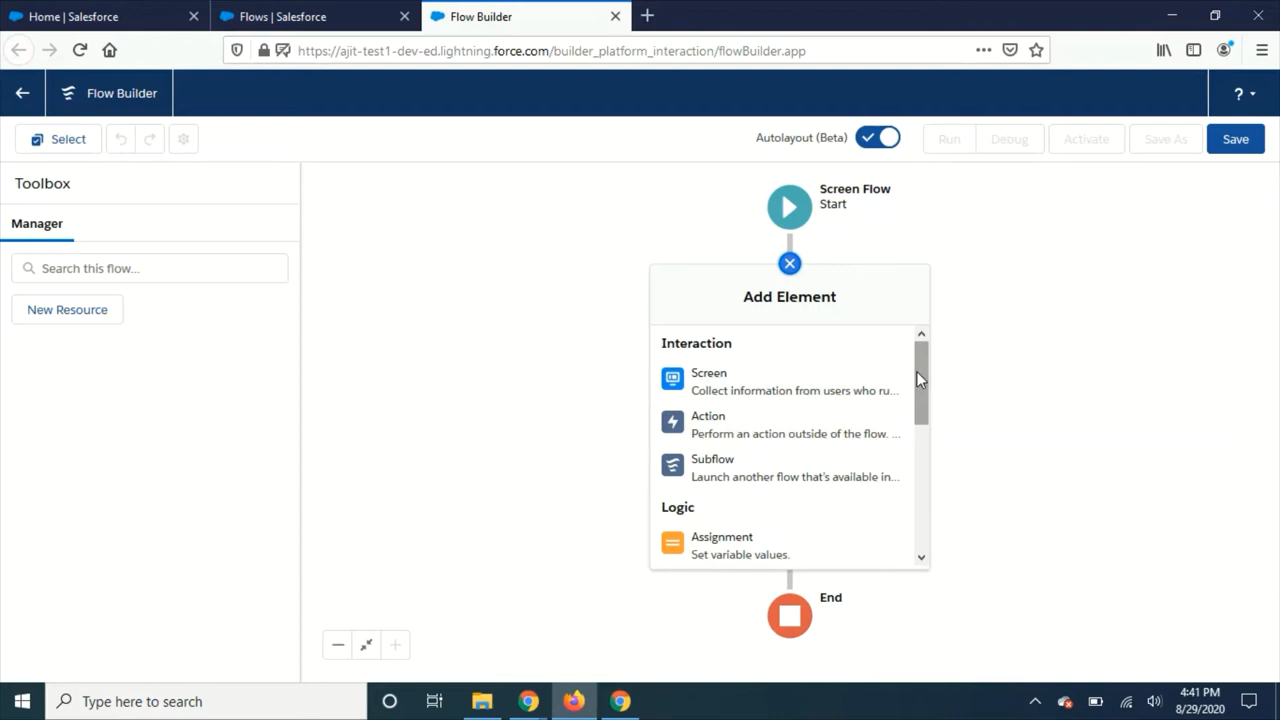 Home | Salesforce
Flows | Salesforce
Flow Builder
https://ajit-test1-dev-ed.lightning.force.com/builder_platform_interaction/flowBuilder.app
Flow Builder
?
Select
Autolayout (Beta)
Run
Debug
Activate
Save As
Save
Toolbox
Manager
Search this flow...
New Resource
Screen Flow
Start
Add Element
Interaction
Screen
Collect information from users who ru...
Action
Perform an action outside of the flow. ...
Subflow
Launch another flow that's available in...
Logic
Assignment
Set variable values.
End
Type here to search
4:41 PM
8/29/2020